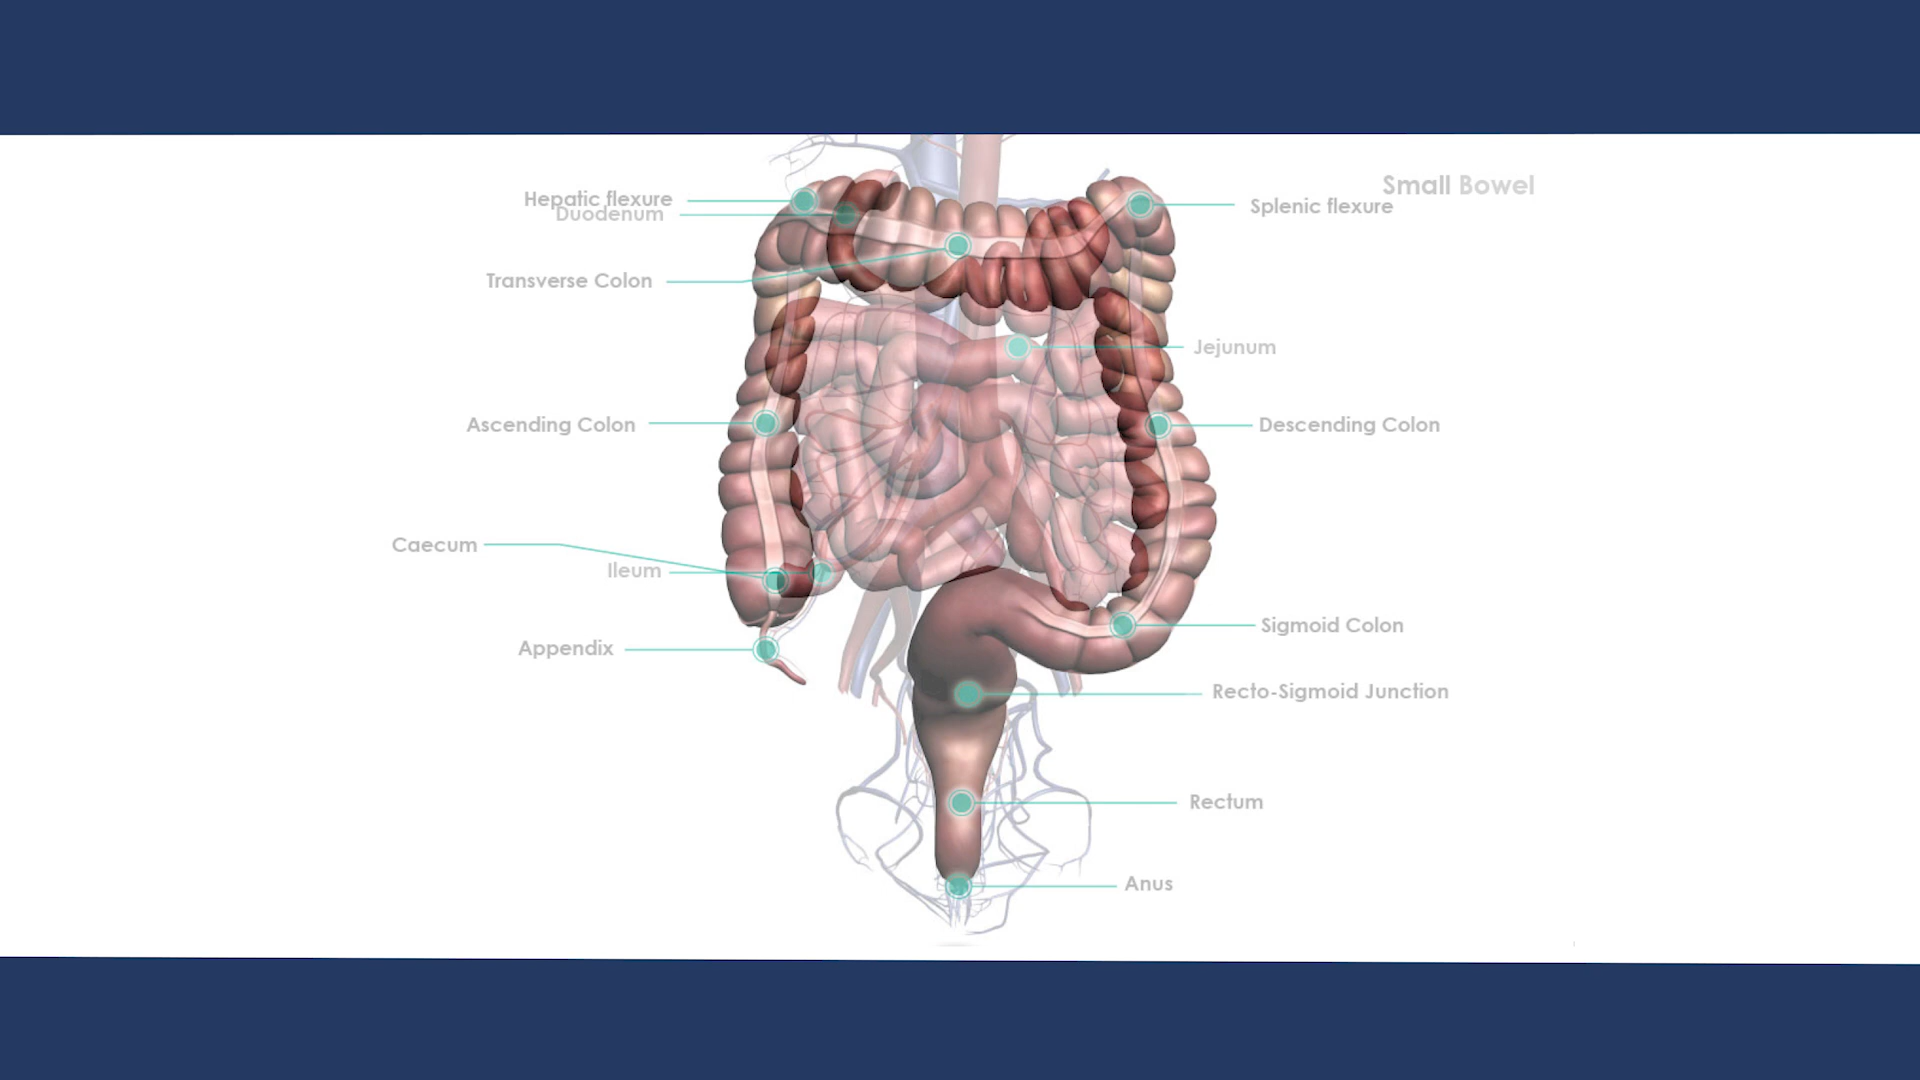 Small Bowel
Hepatic flexure
Duodenum
Splenic flexure
Transverse Colon
Jejunum
Ascending Colon
Descending Colon
Caecum
Ileum
Sigmoid Colon
Appendix
Recto-Sigmoid Junction
Rectum
Anus